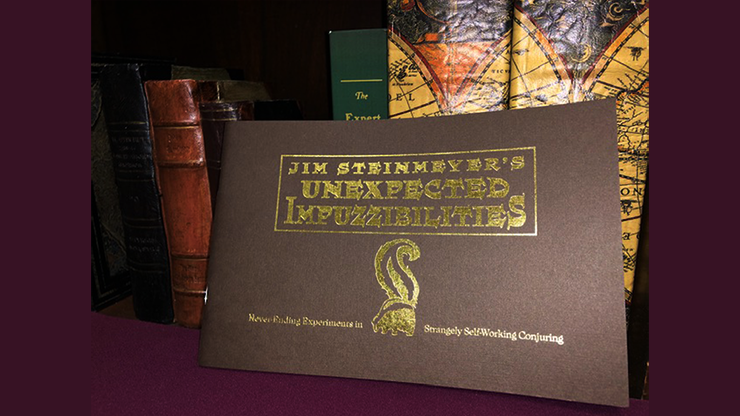 The
Expert
JIM STEINMEYER'S
UNEXPECTED
IMPUZZIBILITIES
Never-Ending Experiments in Strangely Self-Working Conjuring